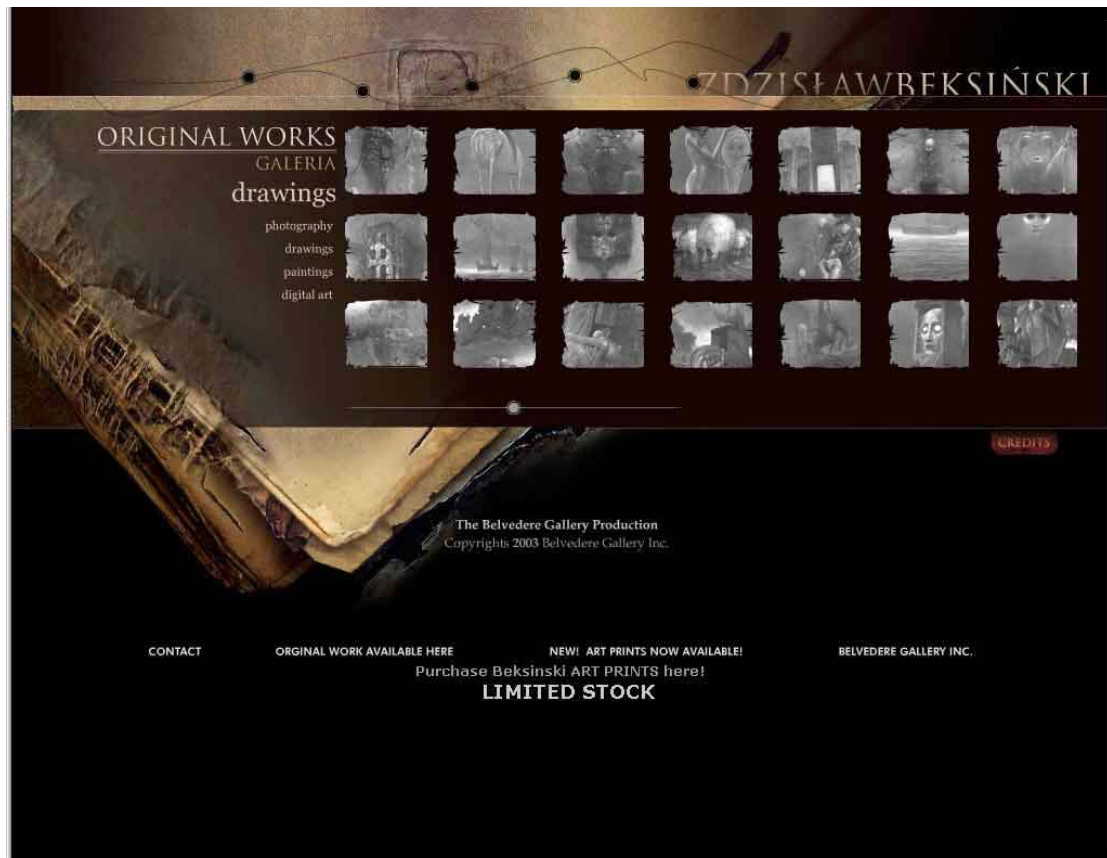 ZDZISŁAWBEKSIŃSKI
ORIGINAL WORKS
GALERIA
drawings
photography
drawings
paintings
digital art
CREDITS
The Belvedere Gallery Production
Copyrights 2003 Belvedere Gallery Inc.
CONTACT
ORGINAL WORK AVAILABLE HERE
NEW! ART PRINTS NOW AVAILABLE!
BELVEDERE GALLERY INC.
Purchase Beksinski ART PRINTS here!
LIMITED STOCK